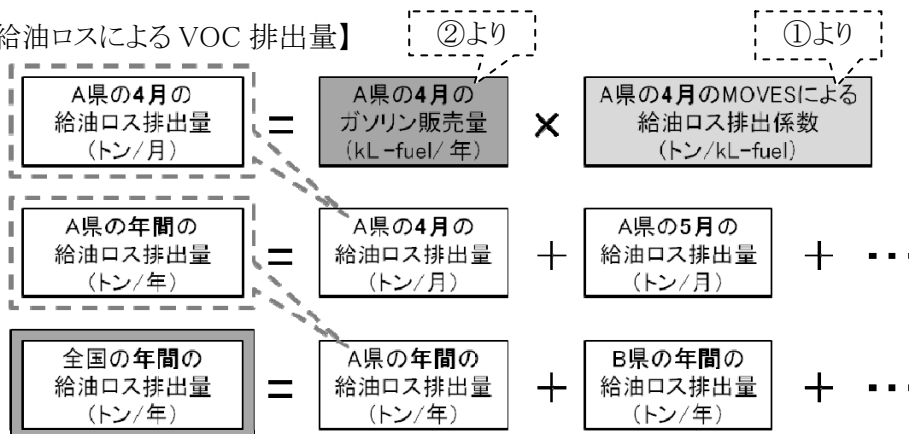 給油ロスによる VOC 排出量】
②より
①より
A県の4月の
給油ロス排出量
(トン/月)
=
A県の4月の
ガソリン販売量
(kL-fuel/年)
×
A県の4月のMOVESによる
給油ロス排出係数
(トン/kL-fuel)
A県の年間の
給油ロス排出量
(トン/年)
=
A県の4月の
給油ロス排出量
(トン/月)
+
A県の5月の
給油ロス排出量
(トン/月)
+ ・・・
全国の年間の
給油ロス排出量
(トン/年)
=
A県の年間の
給油ロス排出量
(トン/年)
+
B県の年間の
給油ロス排出量
(トン/年)
+ ・・・